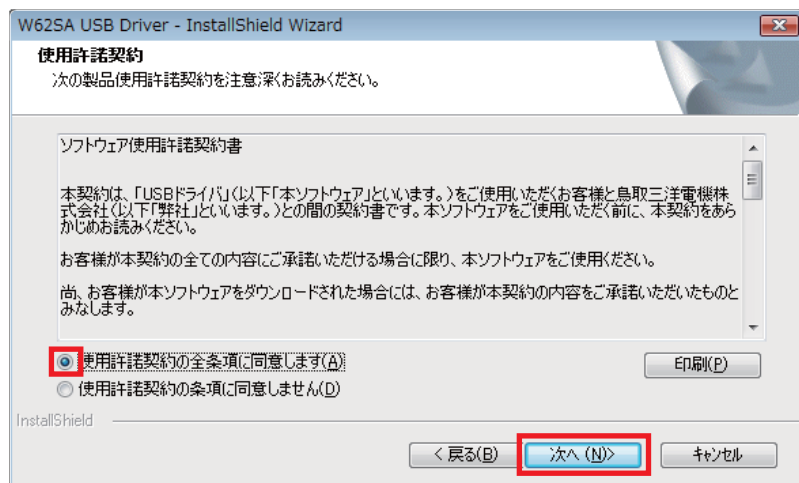 W62SA USB Driver - InstallShield Wizard
使用許諾契約
次の製品使用許諾契約を注意深くお読みください。
ソフトウェア使用許諾契約書
本契約は、「USBドライバ」(以下「本ソフトウェア」といいます。)をご使用いただくお客様と鳥取三洋電機株
式会社(以下「弊社」といいます。)との間の契約書です。本ソフトウェアをご使用いただく前に、本契約をあら
かじめお読みください。
お客様が本契約の全ての内容にご承諾いただける場合に限り、本ソフトウェアをご使用ください。
尚、お客様が本ソフトウェアをダウンロードされた場合には、お客様が本契約の内容をご承諾いただいたものと
みなします。
使用許諾契約の全条項に同意します(A)
印刷(P)
使用許諾契約の条項に同意しません(D)
InstallShield
< 戻る(B)
次へ (N)>
キャンセル